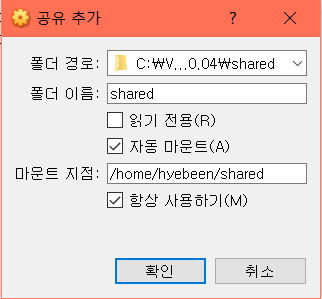 공유 추가
폴더 경로: C:₩V...0.04₩shared
폴더 이름: shared
읽기 전용(R)
자동 마운트(A)
마운트 지점: /home/hyebeen/shared
항상 사용하기(M)
확인 취소